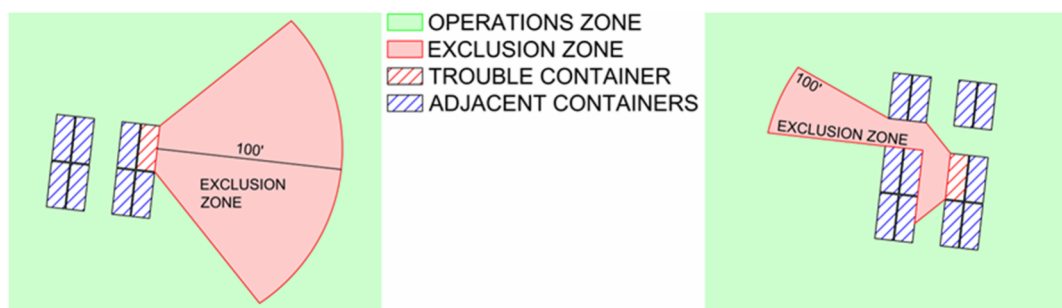 100'
EXCLUSION
ZONE
OPERATIONS ZONE
EXCLUSION ZONE
TROUBLE CONTAINER
ADJACENT CONTAINERS
100'
EXCLUSION ZONE